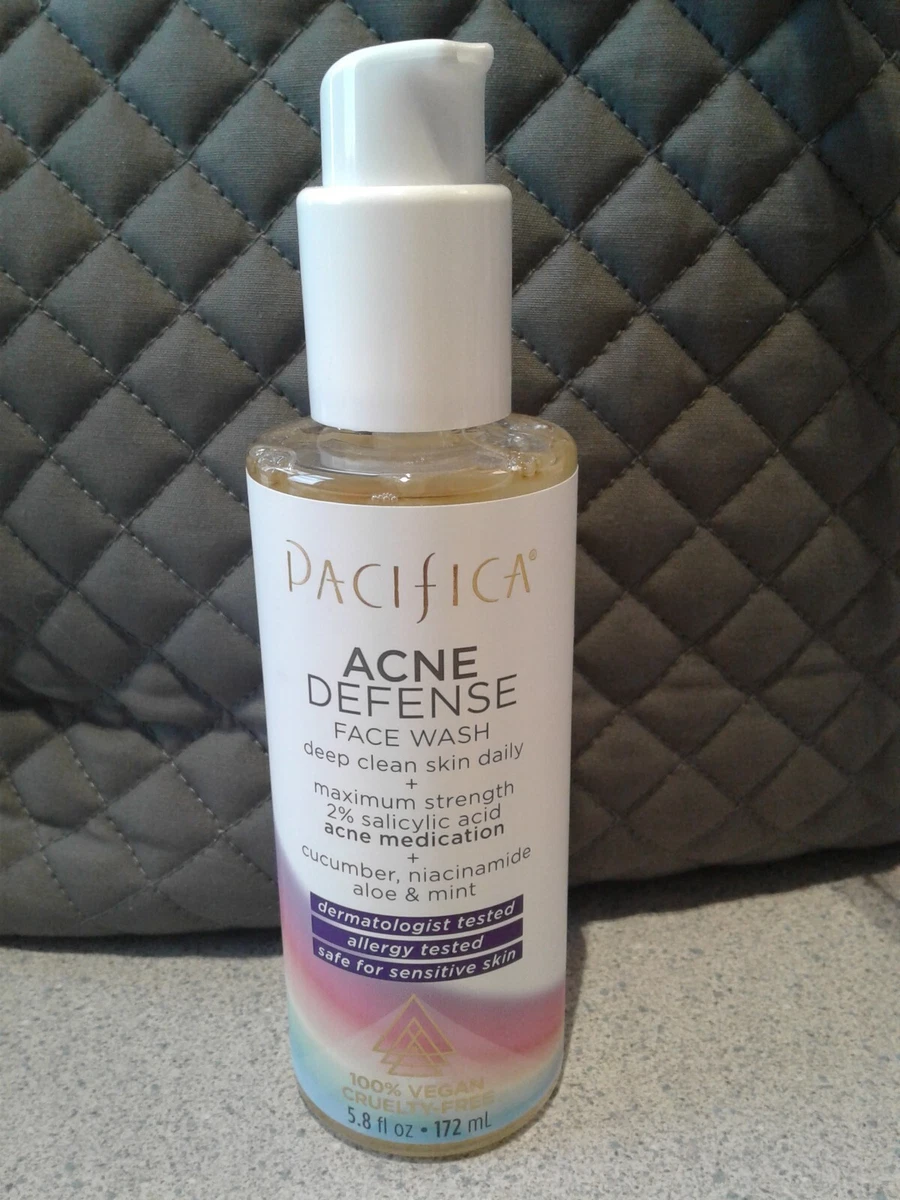 PACIFICA®
ACNE
DEFENSE
FACE WASH
deep clean skin daily
+
maximum strength
2% salicylic acid
acne medication
+
cucumber, niacinamide
aloe & mint
dermatologist tested
allergy tested
safe for sensitive skin
100% VEGAN
CRUELTY-FREE
5.8 fl oz • 172 mL